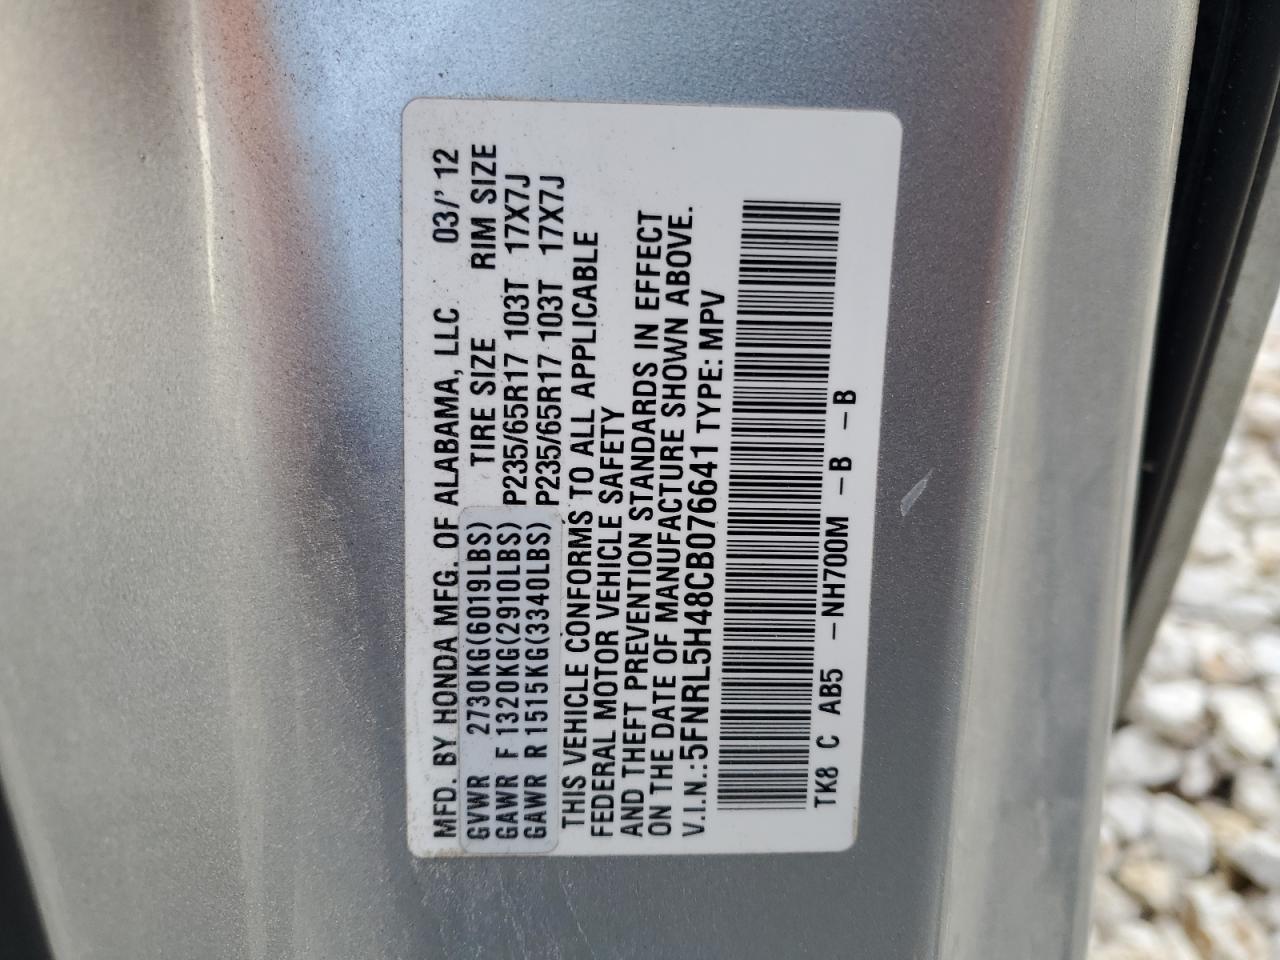 MFD. BY HONDA MFG. OF ALABAMA, LLC 03/'12
GVWR 2730KG(6019LBS) TIRE SIZE RIM SIZE
GAWR F 1320KG(2910LBS) P235/65R17 103T 17X7J
GAWR R 1515KG(3340LBS) P235/65R17 103T 17X7J
THIS VEHICLE CONFORMS TO ALL APPLICABLE
FEDERAL MOTOR VEHICLE SAFETY
AND THEFT PREVENTION STANDARDS IN EFFECT
ON THE DATE OF MANUFACTURE SHOWN ABOVE.
V.I.N.:5FNRL5H48CB076641 TYPE: MPV
TK8 C AB5 -NH700M -B -B